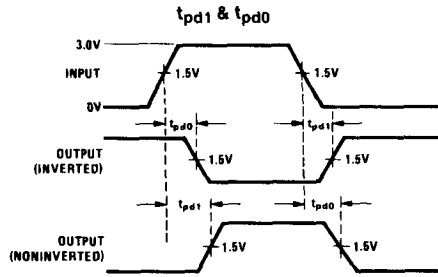 tpd1 & tpd0
3.0V
INPUT
1.5V
1.5V
0V
tpd0
tpd1
OUTPUT
(INVERTED)
1.5V
1.5V
tpd1
tpd0
OUTPUT
(NONINVERTED)
1.5V
1.5V